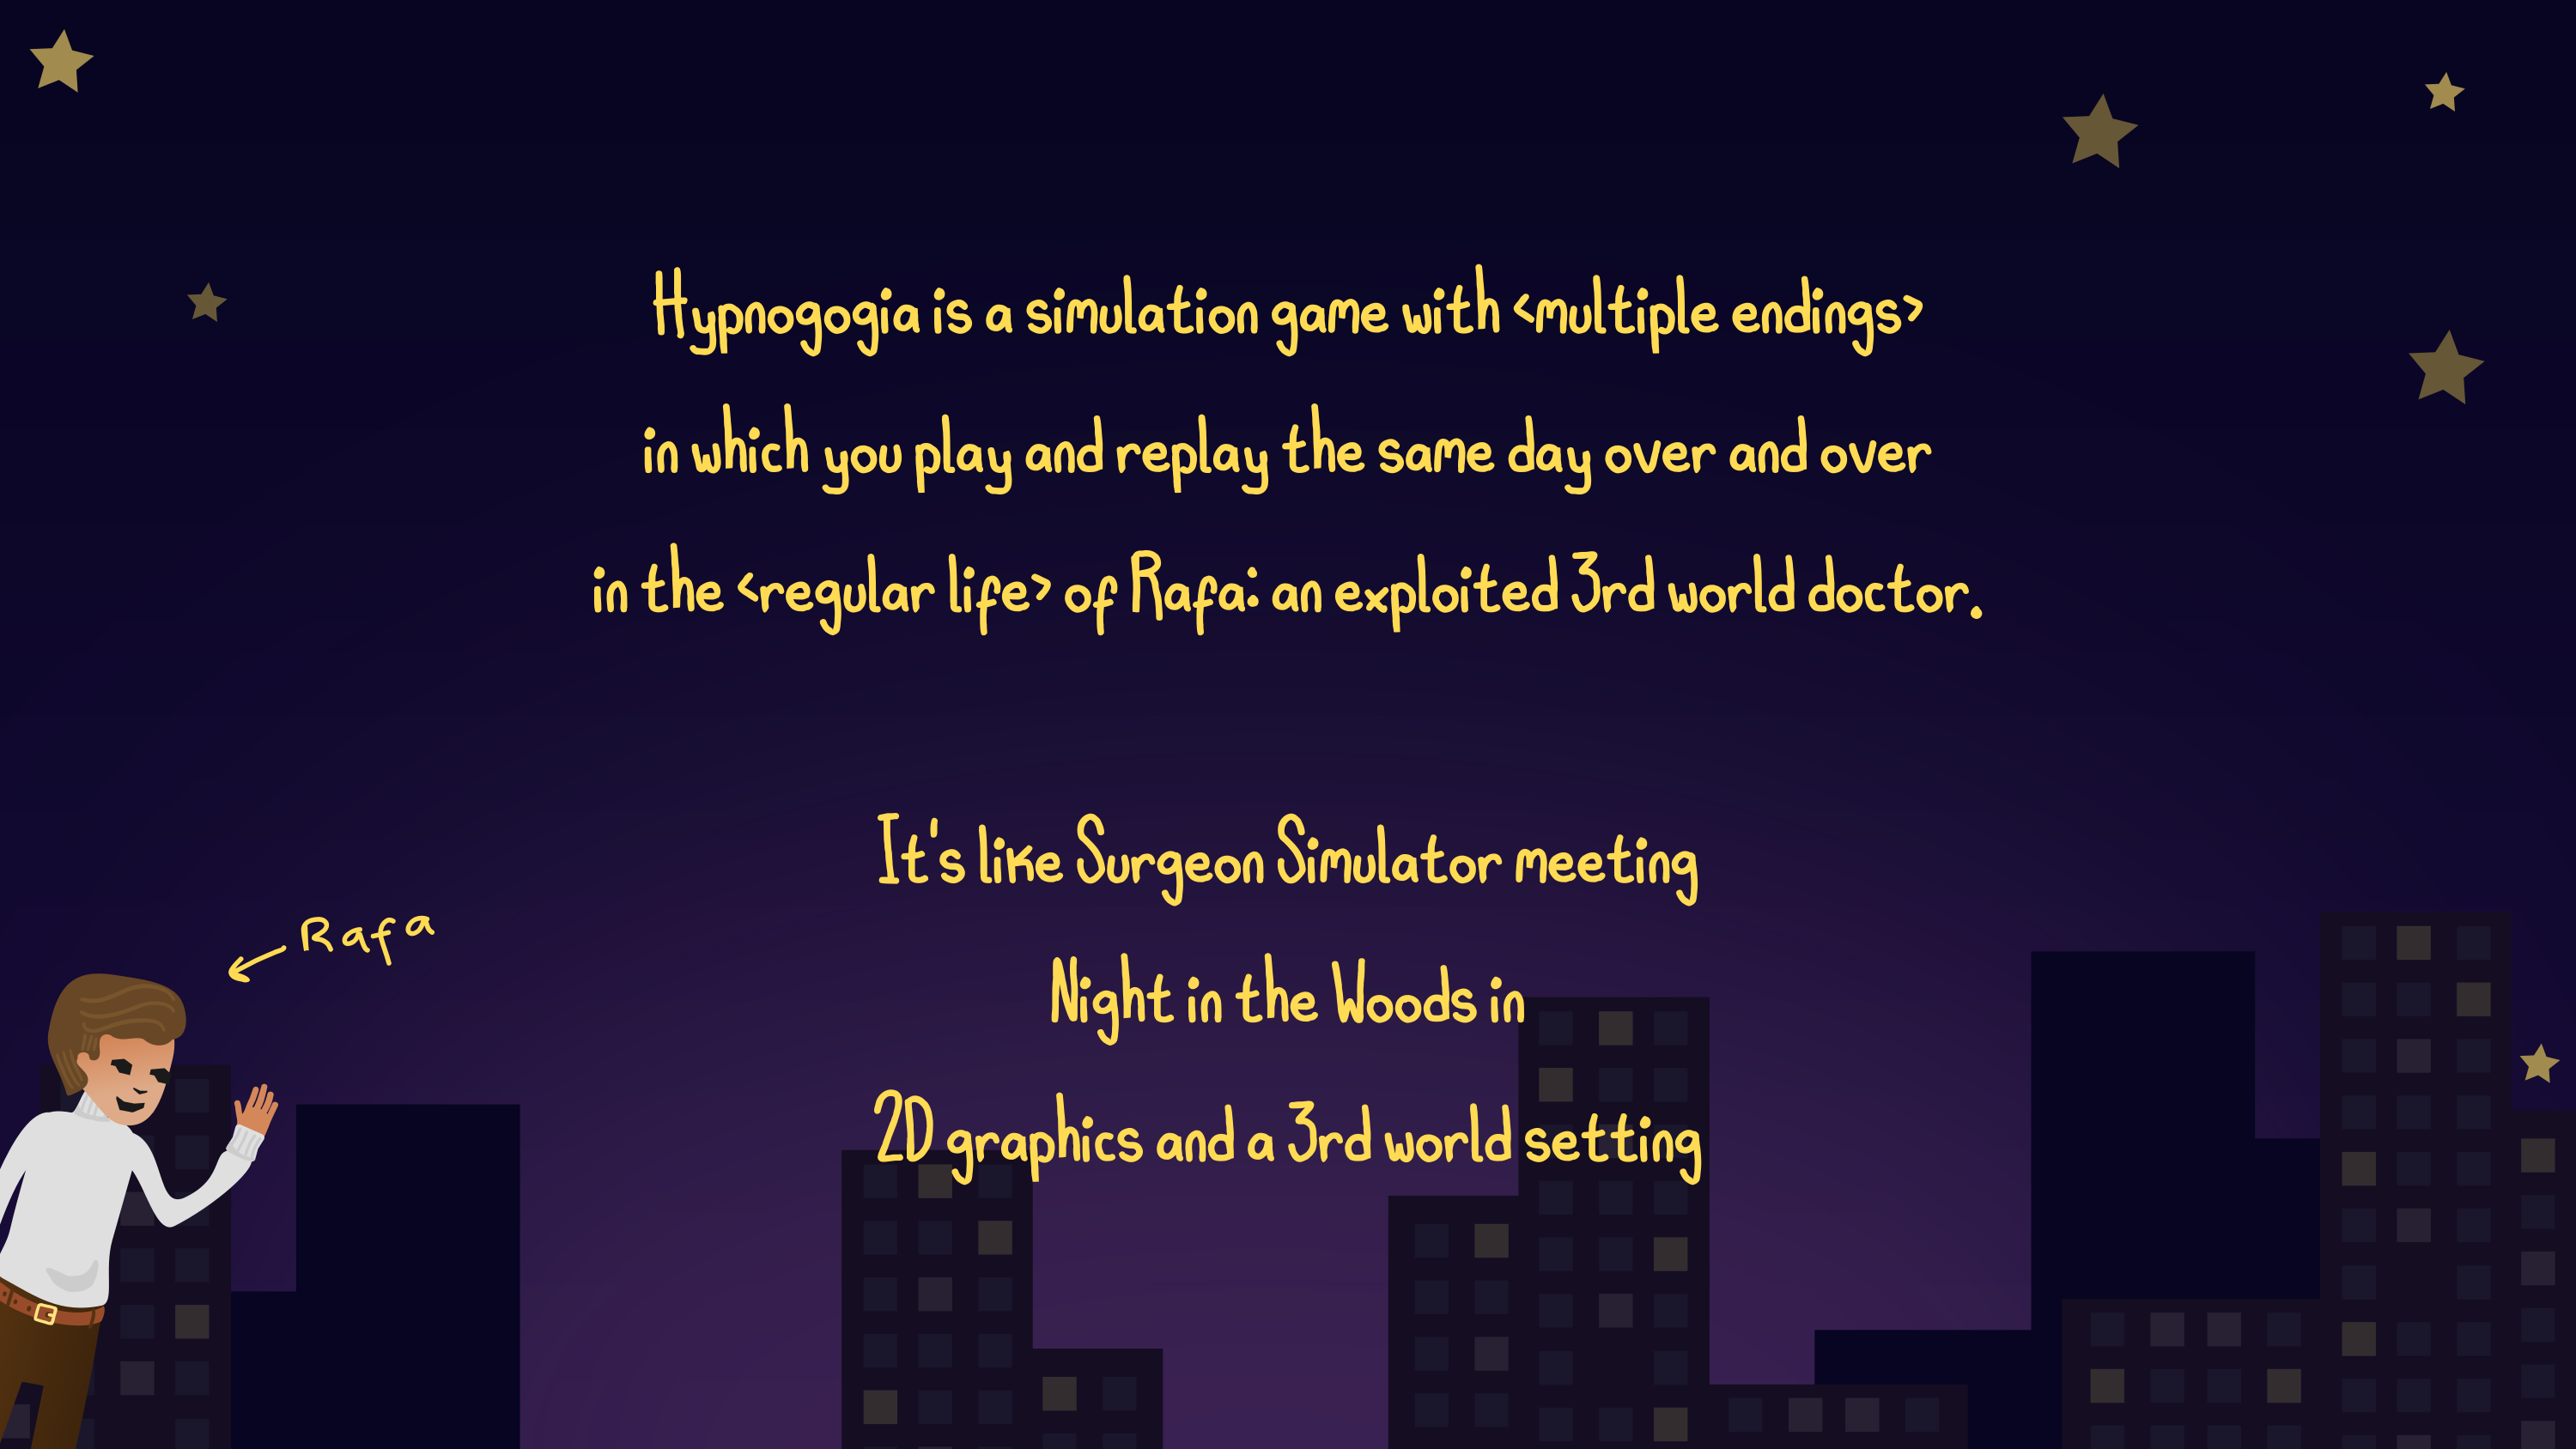 Hypnogogia is a simulation game with <multiple endings>
in which you play and replay the same day over and over
in the <regular life> of Rafa: an exploited 3rd world doctor.
It's like Surgeon Simulator meeting
Night in the Woods in
2D graphics and a 3rd world setting
Rafa